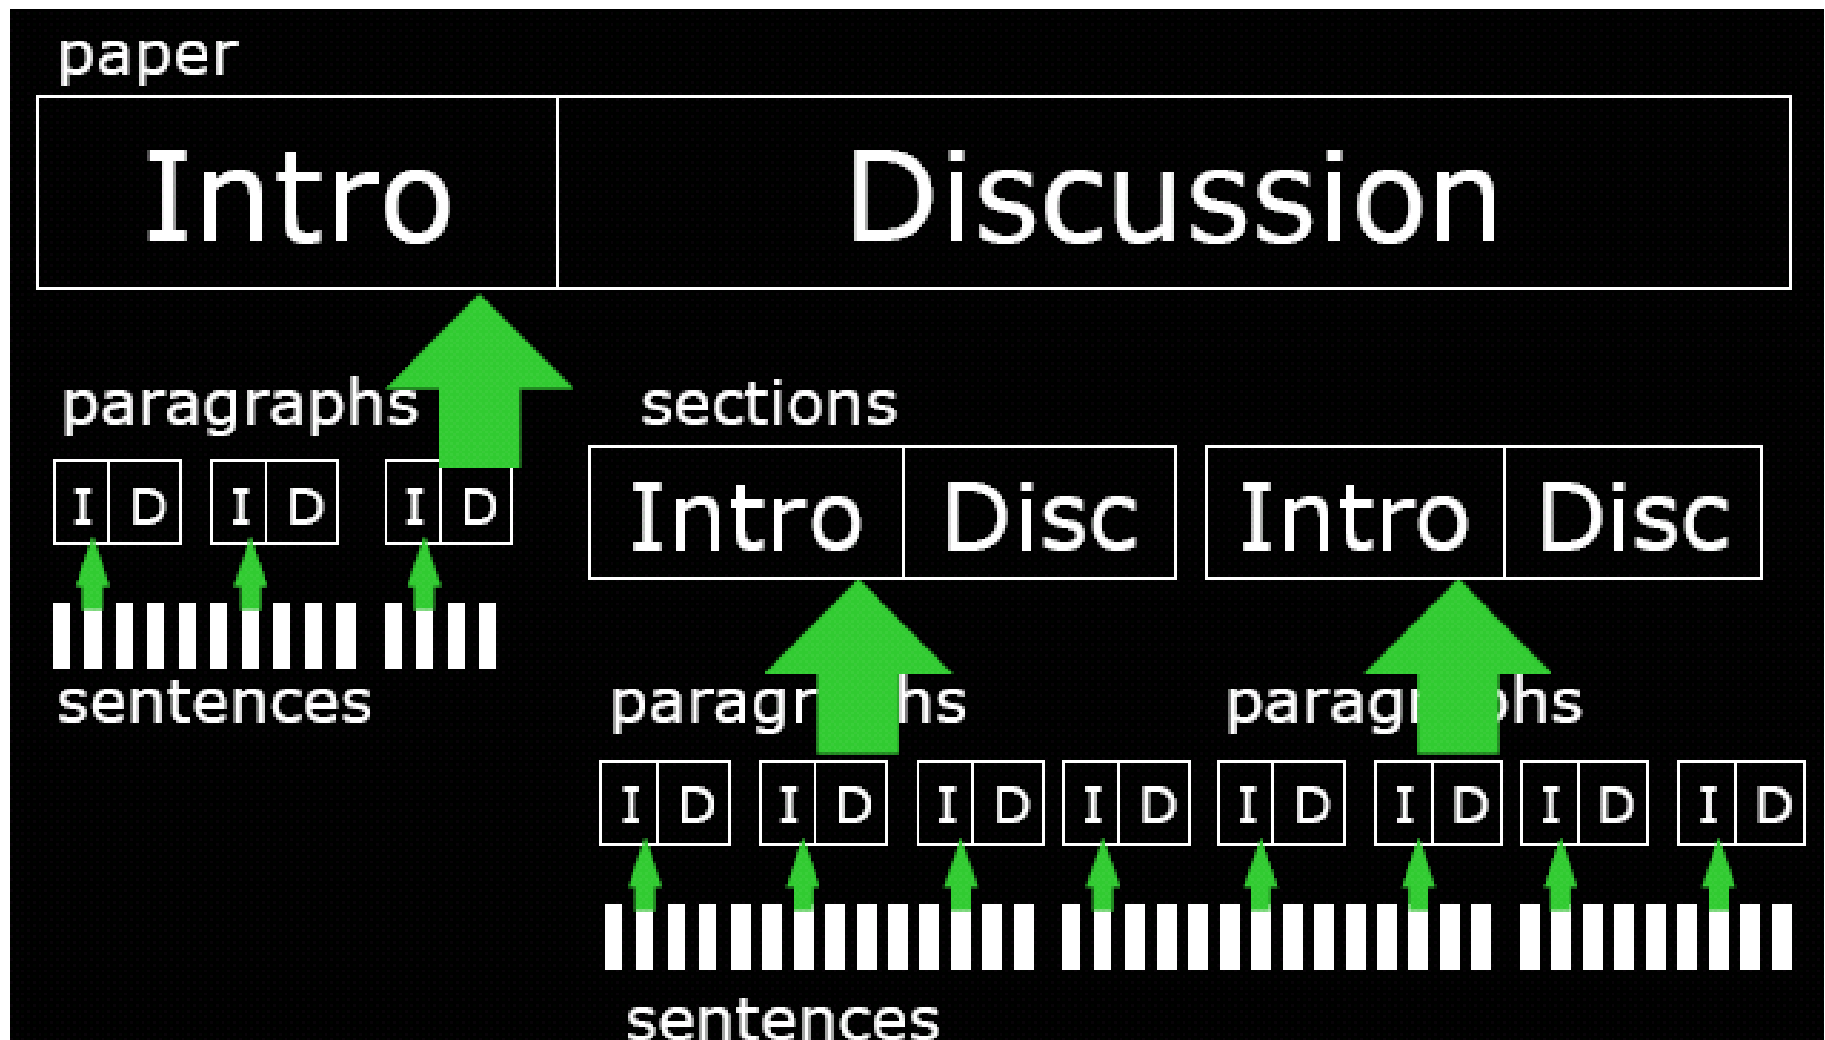 paper
Intro Discussion
paragraphs sections
I D I D I D Intro Disc Intro Disc
sentences
I D I D I D I D I D I D I D I D
sentences